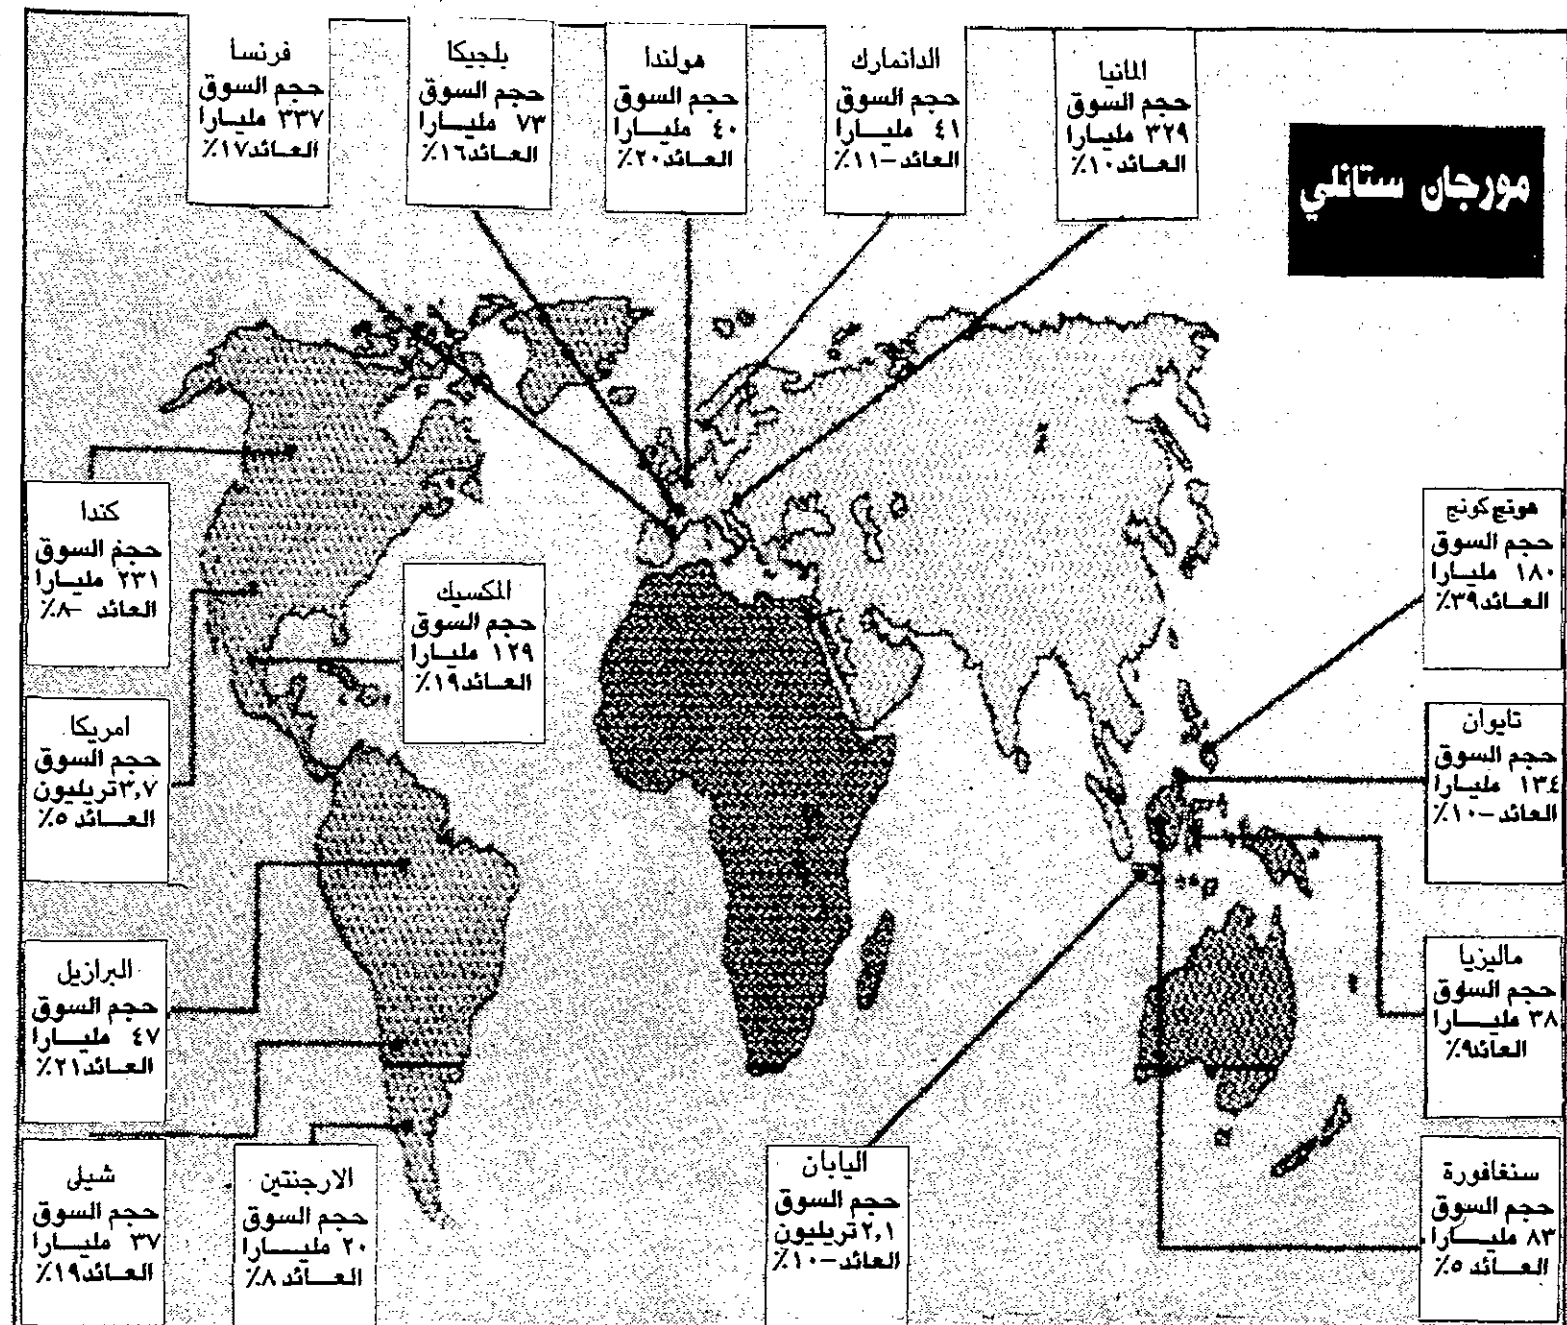 مورجان ستانلي
المانيا
حجم السوق
٣٢٩ مليارا
العائد ١٠٪
الدانمارك
حجم السوق
٤١ مليارا
العائد -١١٪
هولندا
حجم السوق
٤٠ مليارا
العائد ٢٠٪
بلجيكا
حجم السوق
٧٣ مليارا
العائد ١٦٪
فرنسا
حجم السوق
٣٣٧ مليارا
العائد ١٧٪
هونج كونج
حجم السوق
١٨٠ مليارا
العائد ٣٩٪
تايوان
حجم السوق
١٣٤ مليارا
العائد -١٠٪
ماليزيا
حجم السوق
٣٨ مليارا
العائد ٩٪
سنغافورة
حجم السوق
٨٣ مليارا
العائد ٥٪
اليابان
حجم السوق
٢,١ تريليون
العائد -١٠٪
المكسيك
حجم السوق
١٢٩ مليارا
العائد ١٩٪
كندا
حجم السوق
٢٣١ مليارا
العائد -٨٪
امريكا
حجم السوق
٣,٧ تريليون
العائد ٥٪
البرازيل
حجم السوق
٤٧ مليارا
العائد ٢١٪
الارجنتين
حجم السوق
٢٠ مليارا
العائد ٨٪
شيلى
حجم السوق
٣٧ مليارا
العائد ١٩٪